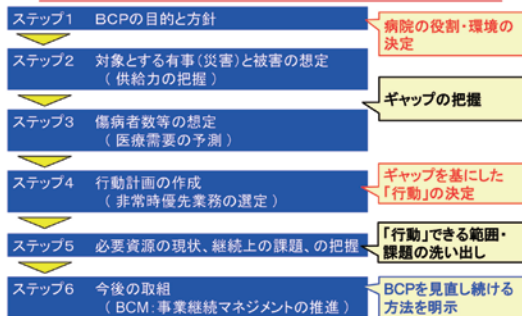 ステップ1 BCPの目的と方針
病院の役割・環境の
決定
ステップ2 対象とする有事(災害)と被害の想定
(供給力の把握)
ギャップの把握
ステップ3 傷病者数等の想定
(医療需要の予測)
ステップ4 行動計画の作成
(非常時優先業務の選定)
ギャップを基にした
「行動」の決定
ステップ5 必要資源の現状、継続上の課題、の把握
「行動」できる範囲・
課題の洗い出し
ステップ6 今後の取組
(BCM:事業継続マネジメントの推進)
BCPを見直し続ける
方法を明示